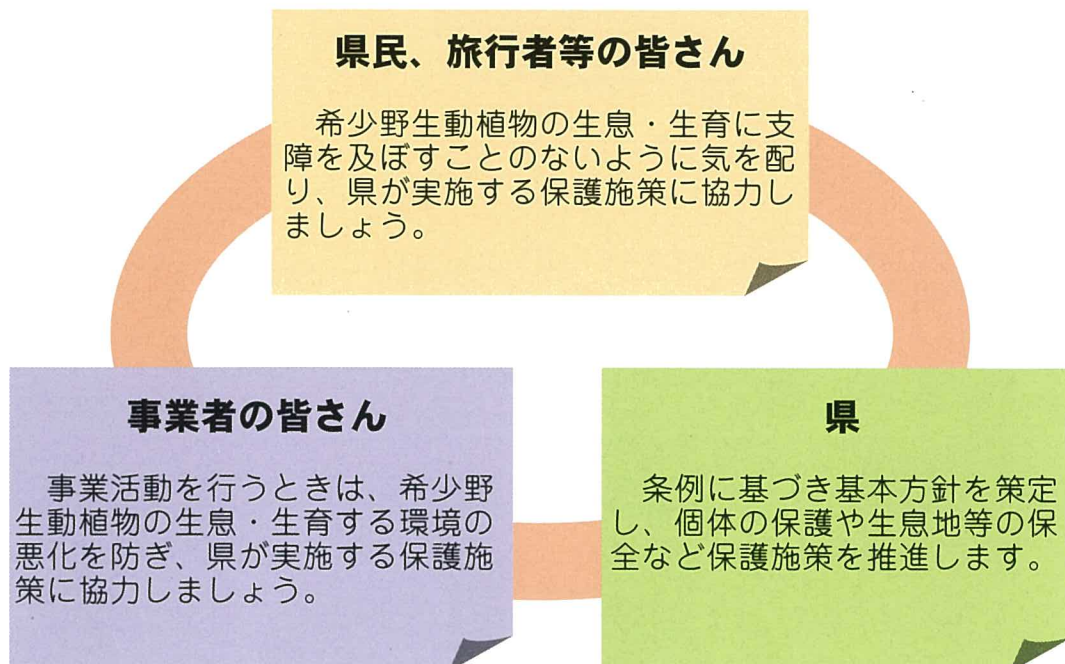 県民、旅行者等の皆さん
希少野生動植物の生息・生育に支
障を及ぼすことのないように気を配
り、県が実施する保護施策に協力し
ましょう。
事業者の皆さん
事業活動を行うときは、希少野
生動植物の生息・生育する環境の
悪化を防ぎ、県が実施する保護施
策に協力しましょう。
県
条例に基づき基本方針を策定
し、個体の保護や生息地等の保
全など保護施策を推進します。